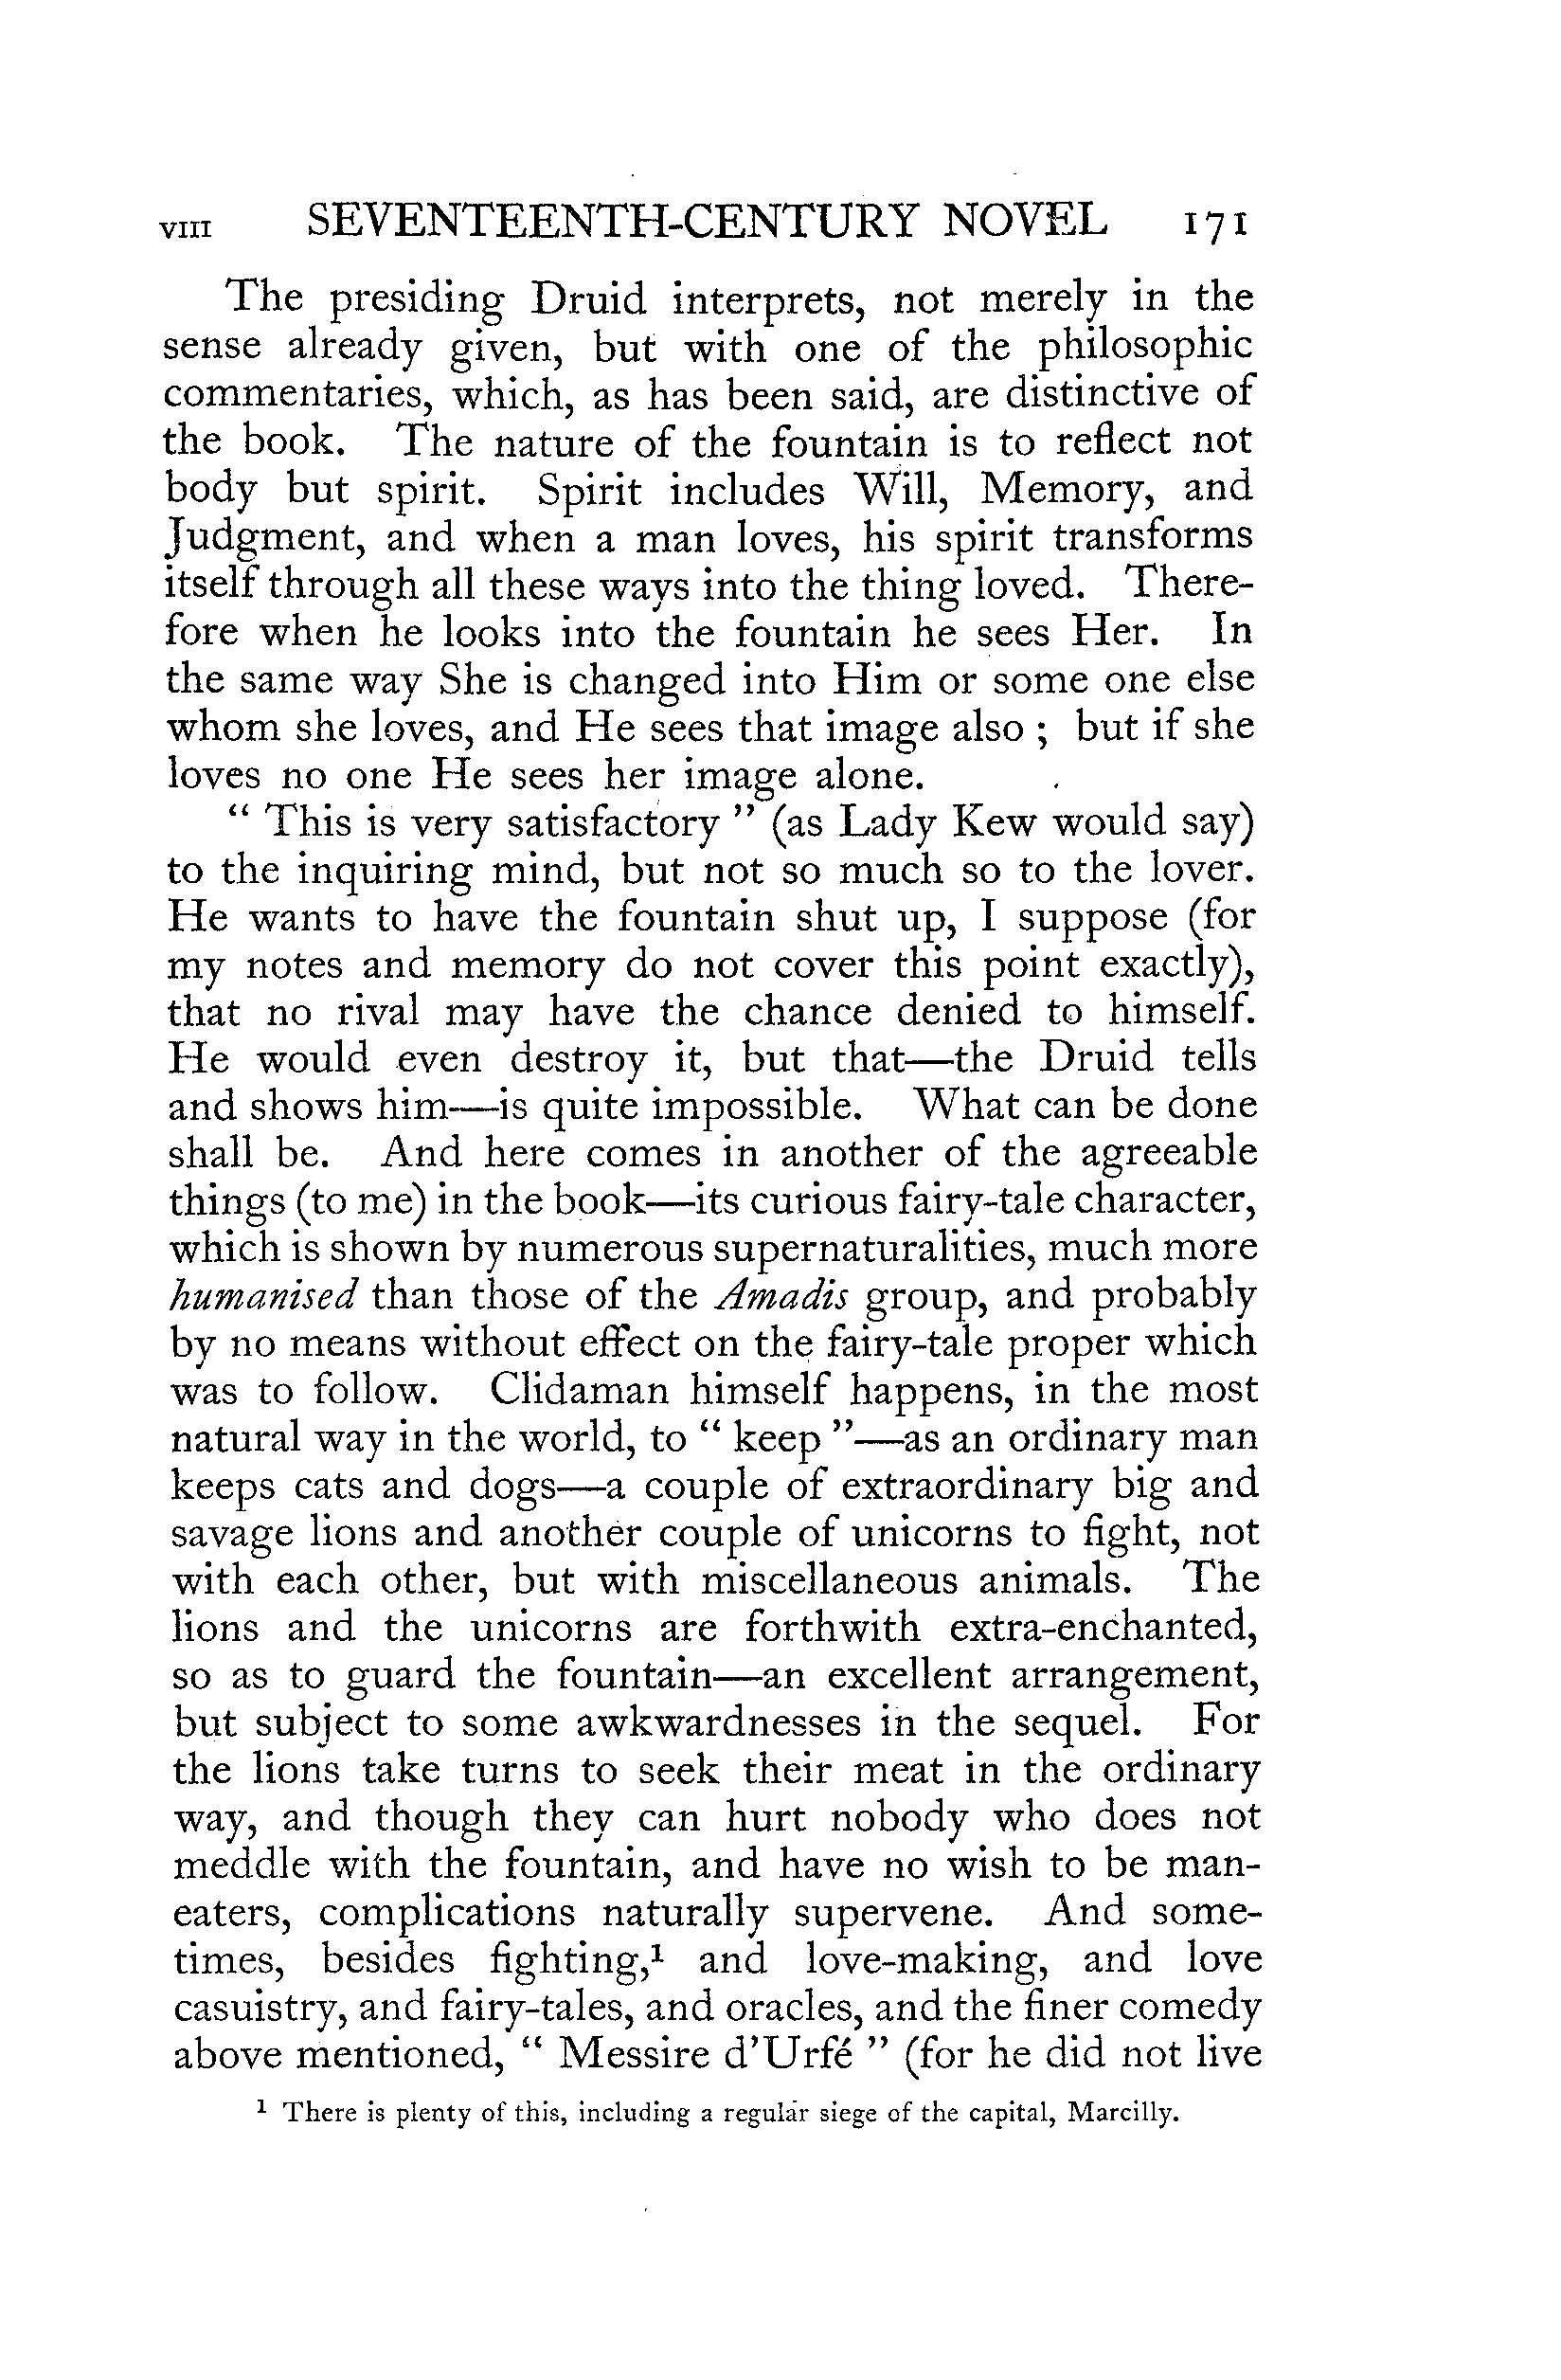 VIII SEVENTEENTH-CENTURY NOVEL 171
The presiding Druid interprets, not merely in the
sense already given, but with one of the philosophic
commentaries, which, as has been said, are distinctive of
the book. The nature of the fountain is to reflect not
body but spirit. Spirit includes Will, Memory, and
Judgment, and when a man loves, his spirit transforms
itself through all these ways into the thing loved. There-
fore when he looks into the fountain he sees Her. In
the same way She is changed into Him or some one else
whom she loves, and He sees that image also ; but if she
loves no one He sees her image alone.
“ This is very satisfactory ” (as Lady Kew would say)
to the inquiring mind, but not so much so to the lover.
He wants to have the fountain shut up, I suppose (for
my notes and memory do not cover this point exactly),
that no rival may have the chance denied to himself.
He would even destroy it, but that—the Druid tells
and shows him—is quite impossible. What can be done
shall be. And here comes in another of the agreeable
things (to me) in the book—its curious fairy-tale character,
which is shown by numerous supernaturalities, much more
humanised than those of the Amadis group, and probably
by no means without effect on the fairy-tale proper which
was to follow. Clidaman himself happens, in the most
natural way in the world, to “ keep ”—as an ordinary man
keeps cats and dogs—a couple of extraordinary big and
savage lions and another couple of unicorns to fight, not
with each other, but with miscellaneous animals. The
lions and the unicorns are forthwith extra-enchanted,
so as to guard the fountain—an excellent arrangement,
but subject to some awkwardnesses in the sequel. For
the lions take turns to seek their meat in the ordinary
way, and though they can hurt nobody who does not
meddle with the fountain, and have no wish to be man-
eaters, complications naturally supervene. And some-
times, besides fighting,¹ and love-making, and love
casuistry, and fairy-tales, and oracles, and the finer comedy
above mentioned, “ Messire d’Urfé ” (for he did not live
¹ There is plenty of this, including a regular siege of the capital, Marcilly.